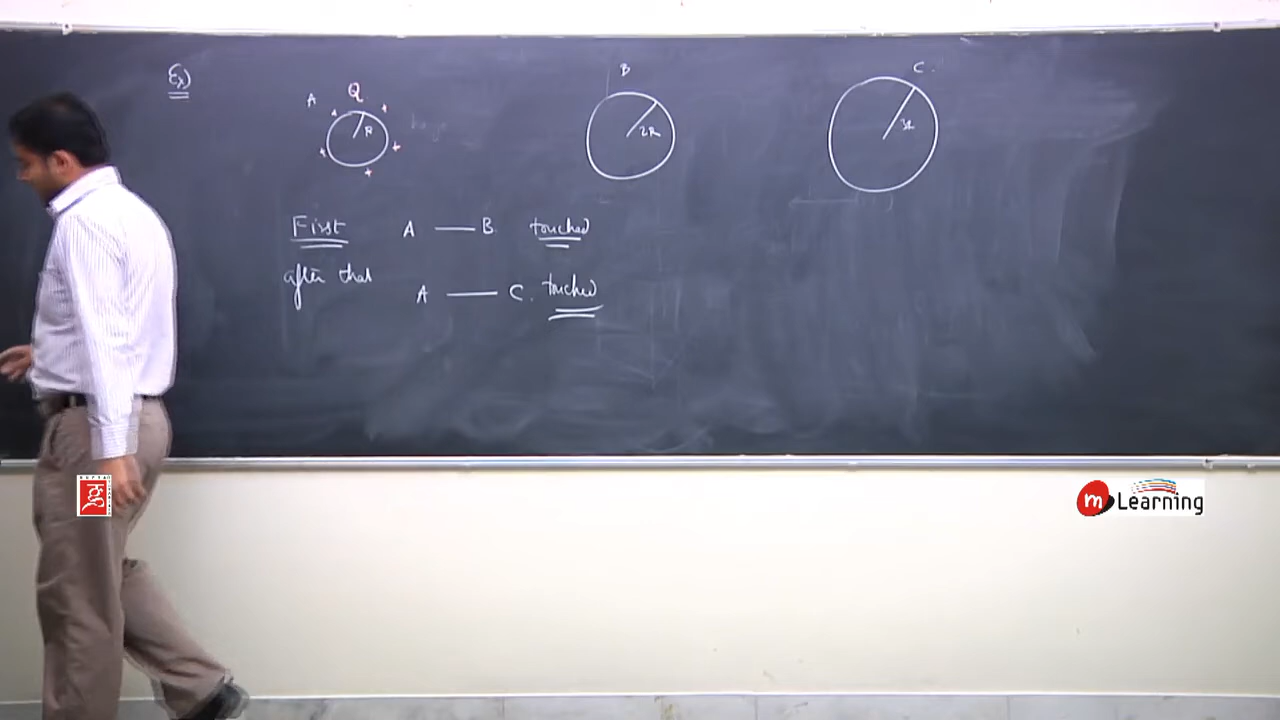 Ex)
A Q B C
R 2R 3R
First A — B touched
after that
A — C. touched
m Learning